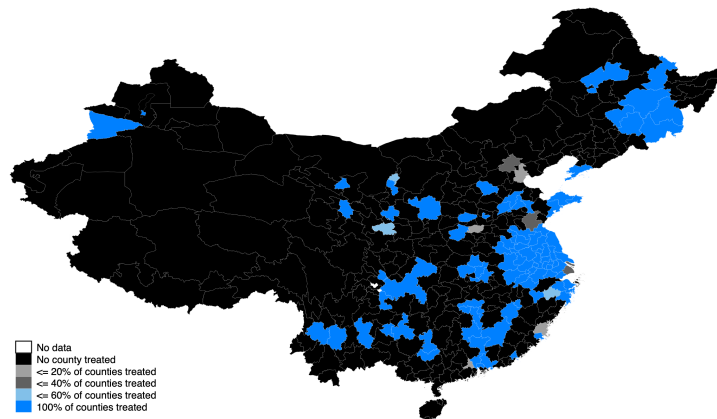 No data
No county treated
<= 20% of counties treated
<= 40% of counties treated
<= 60% of counties treated
100% of counties treated